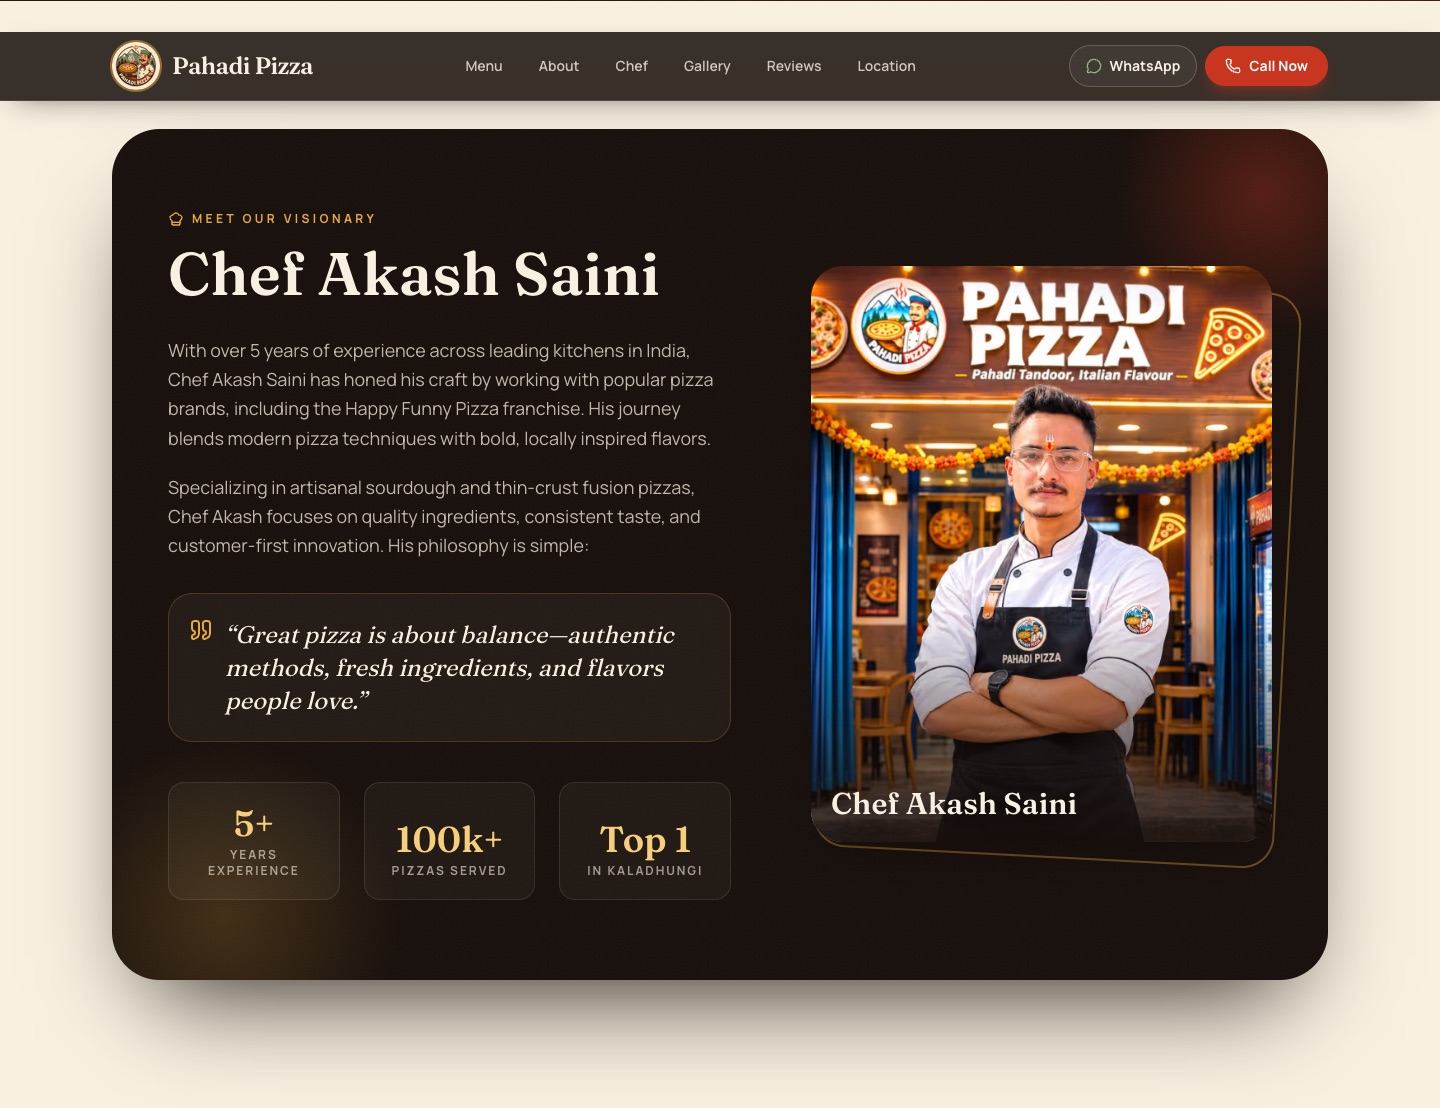 Pahadi Pizza
Menu
About
Chef
Gallery
Reviews
Location
WhatsApp
Call Now
MEET OUR VISIONARY
Chef Akash Saini
With over 5 years of experience across leading kitchens in India,
Chef Akash Saini has honed his craft by working with popular pizza
brands, including the Happy Funny Pizza franchise. His journey
blends modern pizza techniques with bold, locally inspired flavors.
Specializing in artisanal sourdough and thin-crust fusion pizzas,
Chef Akash focuses on quality ingredients, consistent taste, and
customer-first innovation. His philosophy is simple:
“Great pizza is about balance—authentic
methods, fresh ingredients, and flavors
people love.”
5+
YEARS
EXPERIENCE
100k+
PIZZAS SERVED
Top 1
IN KALADHUNGI
PAHADI
PIZZA
Pahadi Tandoor, Italian Flavour
PAHADI PIZZA
PAHADI PIZZA
Chef Akash Saini